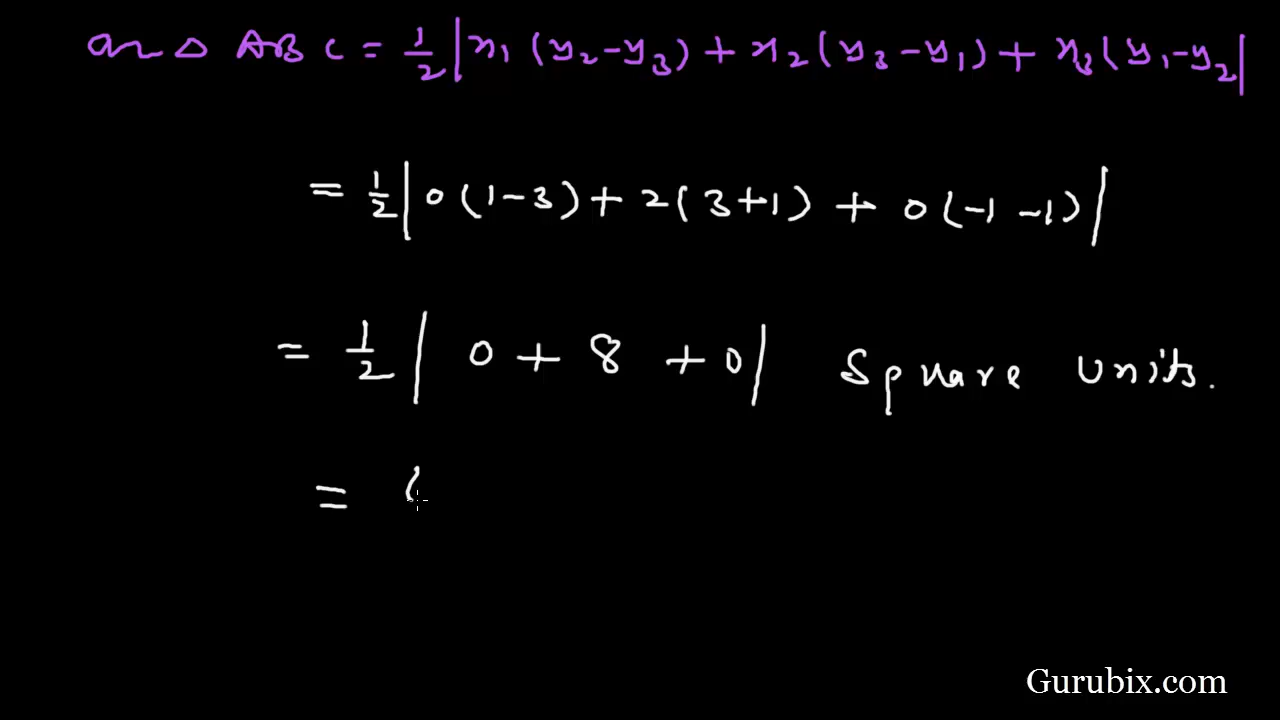 ar △ ABC = 1/2 |x₁(y₂-y₃) + x₂(y₃-y₁) + x₃(y₁-y₂|
= 1/2 |0(1-3) + 2(3+1) + 0(-1-1)|
= 1/2 |0 + 8 + 0| Square units.
=
Gurubix.com